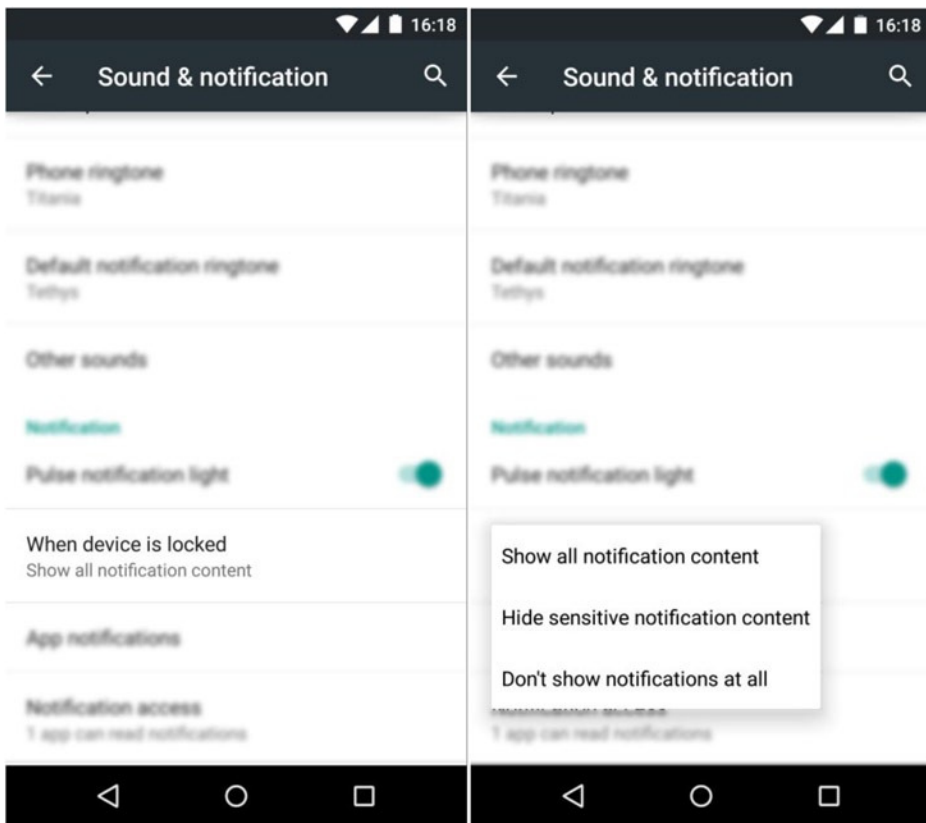 16:18
Sound & notification
Phone ringtone
Titania
Default notification ringtone
Tethys
Other sounds
Notification
Pulse notification light
When device is locked
Show all notification content
App notifications
Notification access
1 app can read notifications
16:18
Sound & notification
Phone ringtone
Titania
Default notification ringtone
Tethys
Other sounds
Notification
Pulse notification light
Show all notification content
Hide sensitive notification content
Don't show notifications at all
1 app can read notifications